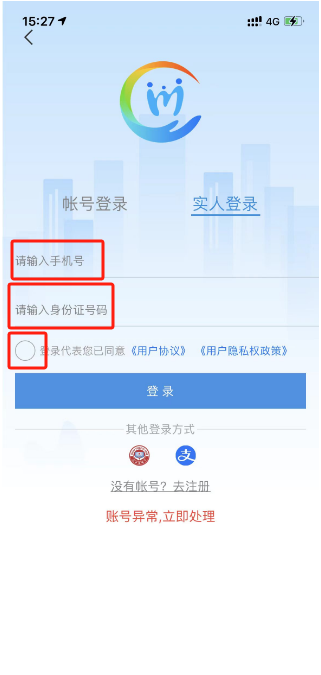 15:27
4G
帐号登录 实人登录
请输入手机号
请输入身份证号码
登录代表您已同意《用户协议》《用户隐私权政策》
登 录
其他登录方式
没有帐号？去注册
账号异常,立即处理